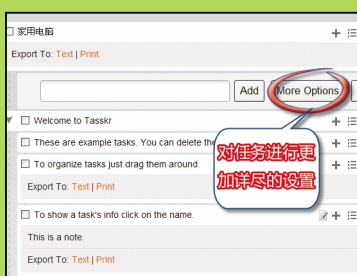 家用电脑
Export To: Text | Print
Add More Options
Welcome to Tasskr
These are example tasks. You can delete the
To organize tasks just drag them around.
Export To: Text | Print
对任务进行更
加详尽的设置
To show a task's info click on the name.
This is a note.
Export To: Text | Print